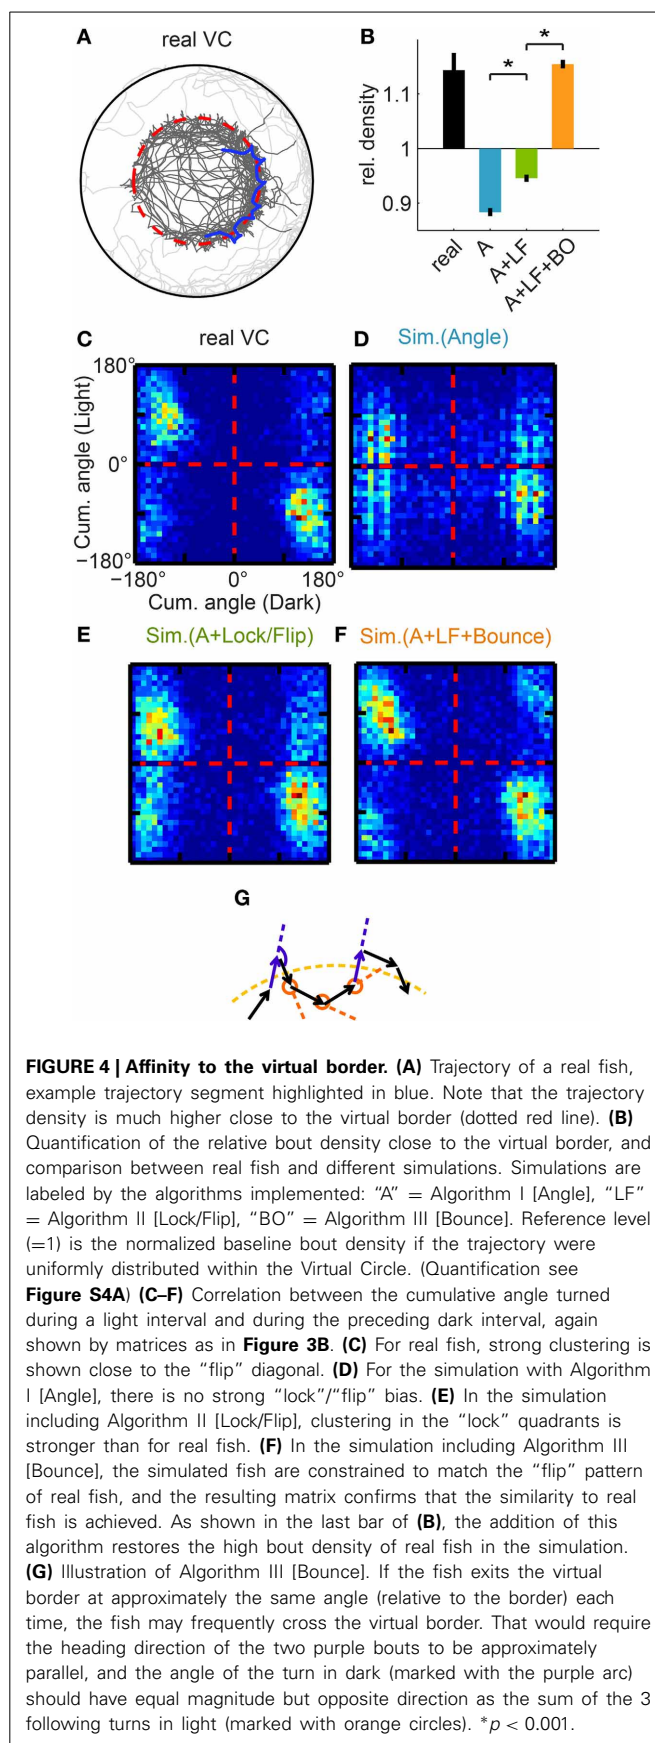 A real VC
B
rel. density
1.1
1
0.9
* *
real A A+LF A+LF+BO
C real VC
D Sim.(Angle)
180°
Cum. angle (Light)
0°
−180°
−180° 0° 180°
Cum. angle (Dark)
E Sim.(A+Lock/Flip)
F Sim.(A+LF+Bounce)
G
FIGURE 4 | Affinity to the virtual border. (A) Trajectory of a real fish,
example trajectory segment highlighted in blue. Note that the trajectory
density is much higher close to the virtual border (dotted red line). (B)
Quantification of the relative bout density close to the virtual border, and
comparison between real fish and different simulations. Simulations are
labeled by the algorithms implemented: “A” = Algorithm I [Angle], “LF”
= Algorithm II [Lock/Flip], “BO” = Algorithm III [Bounce]. Reference level
(=1) is the normalized baseline bout density if the trajectory were
uniformly distributed within the Virtual Circle. (Quantification see
Figure S4A) (C–F) Correlation between the cumulative angle turned
during a light interval and during the preceding dark interval, again
shown by matrices as in Figure 3B. (C) For real fish, strong clustering is
shown close to the “flip” diagonal. (D) For the simulation with Algorithm
I [Angle], there is no strong “lock”/“flip” bias. (E) In the simulation
including Algorithm II [Lock/Flip], clustering in the “lock” quadrants is
stronger than for real fish. (F) In the simulation including Algorithm III
[Bounce], the simulated fish are constrained to match the “flip” pattern
of real fish, and the resulting matrix confirms that the similarity to real
fish is achieved. As shown in the last bar of (B), the addition of this
algorithm restores the high bout density of real fish in the simulation.
(G) Illustration of Algorithm III [Bounce]. If the fish exits the virtual
border at approximately the same angle (relative to the border) each
time, the fish may frequently cross the virtual border. That would require
the heading direction of the two purple bouts to be approximately
parallel, and the angle of the turn in dark (marked with the purple arc)
should have equal magnitude but opposite direction as the sum of the 3
following turns in light (marked with orange circles). *p < 0.001.